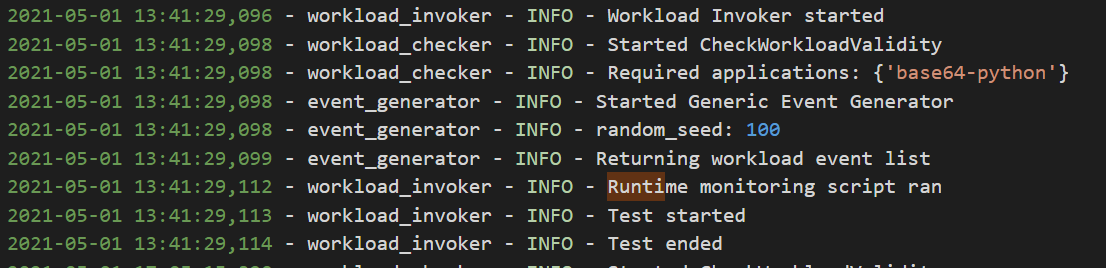 2021-05-01 13:41:29,096 - workload_invoker - INFO - Workload Invoker started
2021-05-01 13:41:29,098 - workload_checker - INFO - Started CheckWorkloadValidity
2021-05-01 13:41:29,098 - workload_checker - INFO - Required applications: {'base64-python'}
2021-05-01 13:41:29,098 - event_generator - INFO - Started Generic Event Generator
2021-05-01 13:41:29,098 - event_generator - INFO - random_seed: 100
2021-05-01 13:41:29,099 - event_generator - INFO - Returning workload event list
2021-05-01 13:41:29,112 - workload_invoker - INFO - Runtime monitoring script ran
2021-05-01 13:41:29,113 - workload_invoker - INFO - Test started
2021-05-01 13:41:29,114 - workload_invoker - INFO - Test ended